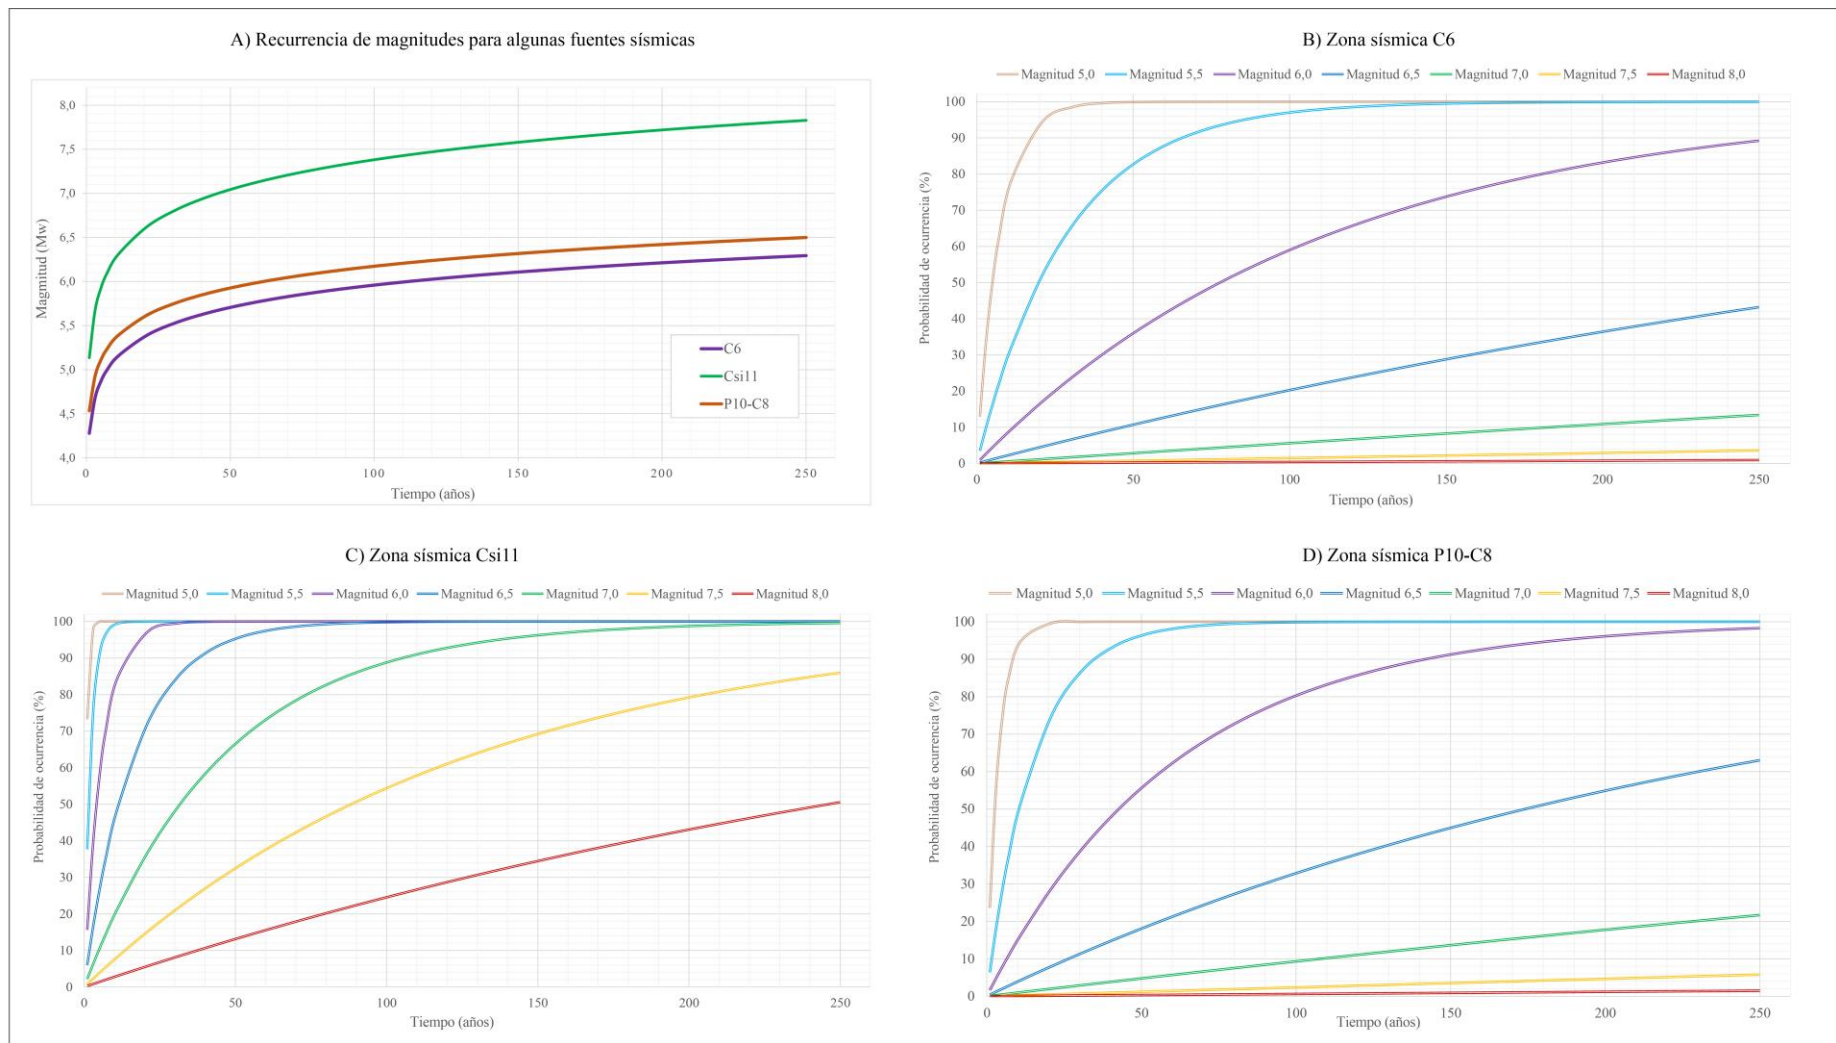 A) Recurrencia de magnitudes para algunas fuentes sísmicas
Magnitud (Mw)
8,0
7,5
7,0
6,5
6,0
5,5
5,0
4,5
4,0
0 50 100 150 200 250
Tiempo (años)
C6
Csi11
P10-C8
B) Zona sísmica C6
Magnitud 5,0 Magnitud 5,5 Magnitud 6,0 Magnitud 6,5 Magnitud 7,0 Magnitud 7,5 Magnitud 8,0
Probabilidad de ocurrencia (%)
100
90
80
70
60
50
40
30
20
10
0
0 50 100 150 200 250
Tiempo (años)
C) Zona sísmica Csi11
Magnitud 5,0 Magnitud 5,5 Magnitud 6,0 Magnitud 6,5 Magnitud 7,0 Magnitud 7,5 Magnitud 8,0
Probabilidad de ocurrencia (%)
100
90
80
70
60
50
40
30
20
10
0
0 50 100 150 200 250
Tiempo (años)
D) Zona sísmica P10-C8
Magnitud 5,0 Magnitud 5,5 Magnitud 6,0 Magnitud 6,5 Magnitud 7,0 Magnitud 7,5 Magnitud 8,0
Probabilidad de ocurrencia (%)
100
90
80
70
60
50
40
30
20
10
0
0 50 100 150 200 250
Tiempo (años)